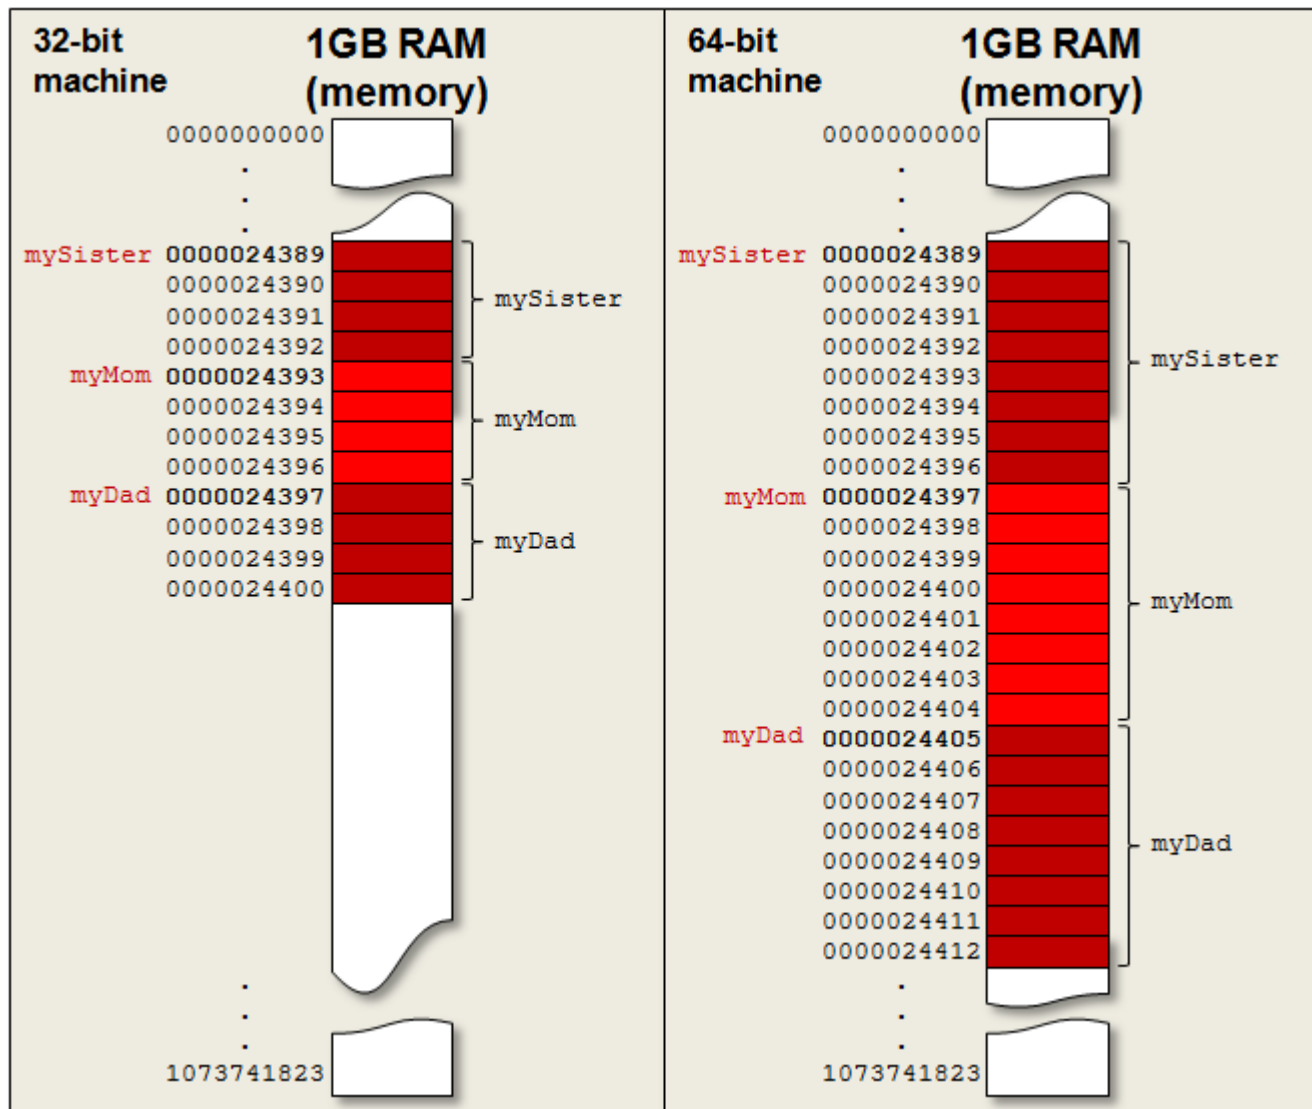 32-bit
machine
1GB RAM
(memory)
0000000000
.
.
.
mySister 0000024389
0000024390
0000024391
0000024392
mySister
myMom 0000024393
0000024394
0000024395
0000024396
myMom
myDad 0000024397
0000024398
0000024399
0000024400
myDad
.
.
.
1073741823
64-bit
machine
1GB RAM
(memory)
0000000000
.
.
.
mySister 0000024389
0000024390
0000024391
0000024392
0000024393
0000024394
0000024395
0000024396
mySister
myMom 0000024397
0000024398
0000024399
0000024400
0000024401
0000024402
0000024403
0000024404
myMom
myDad 0000024405
0000024406
0000024407
0000024408
0000024409
0000024410
0000024411
0000024412
myDad
.
.
.
1073741823